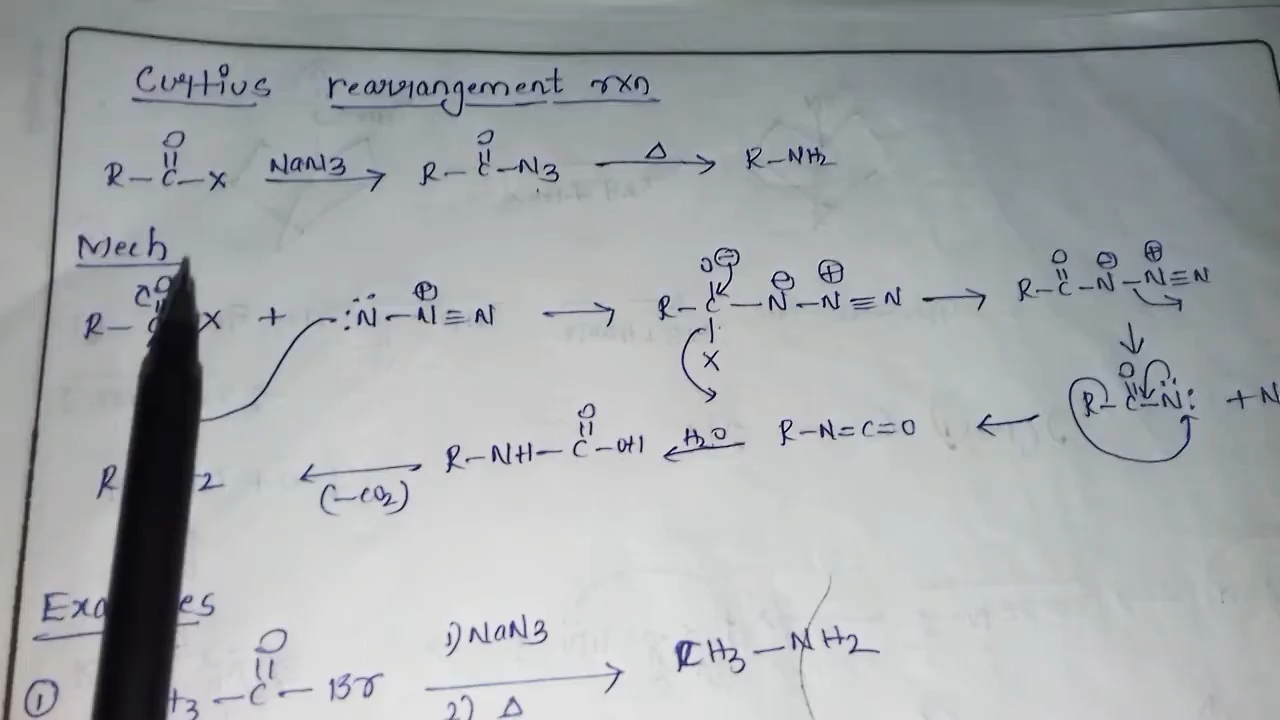 Curtius rearrangement rxn
R-C(=O)-X NaN3 → R-C(=O)-N3 Δ → R-NH2
Mech
R- X + :N̈-N⊕≡N → R-C(O⊖)(X)-N⊖-N⊕≡N → R-C(=O)-N⊖-N⊕≡N
↓
R-C(=O)-N̈: + N
R 2 ← (-CO2) R-NH-C(=O)-OH ← H2O R-N=C=O ←
Exa es
① H3-C(=O)-Br 1) NaN3 2) Δ → CH3-NH2